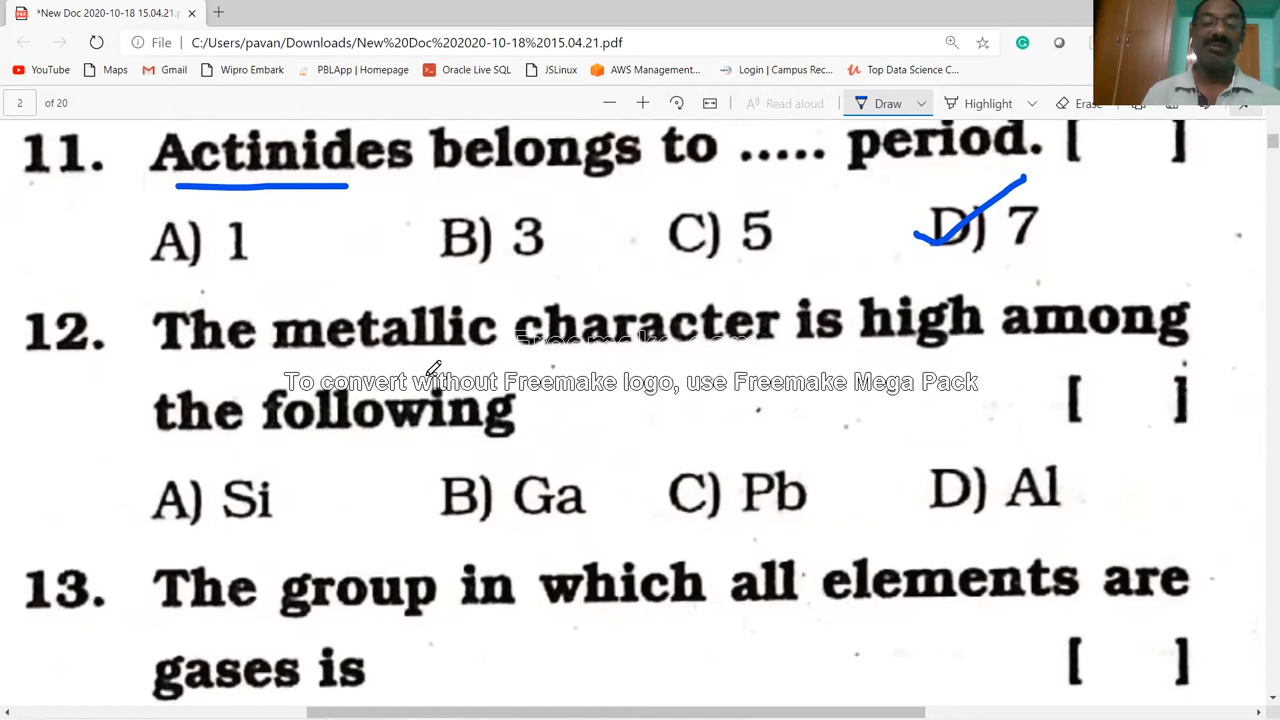 *New Doc 2020-10-18 15.04.21.p
File C:/Users/pavan/Downloads/New%20Doc%202020-10-18%2015.04.21.pdf
YouTube Maps Gmail Wipro Embark PBLApp | Homepage Oracle Live SQL JSLinux AWS Management... Login | Campus Rec... Top Data Science C...
2 of 20 Read aloud Draw Highlight Erase
11. Actinides belongs to ..... period. [ ]
A) 1 B) 3 C) 5 D) 7
12. The metallic character is high among
Freemake.com
To convert without Freemake logo, use Freemake Mega Pack
the following [ ]
A) Si B) Ga C) Pb D) Al
13. The group in which all elements are
gases is [ ]